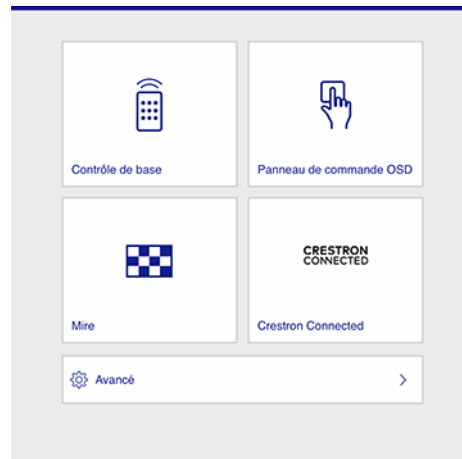 Contrôle de base
Panneau de commande OSD
CRESTRON
CONNECTED
Mire
Crestron Connected
Avancé